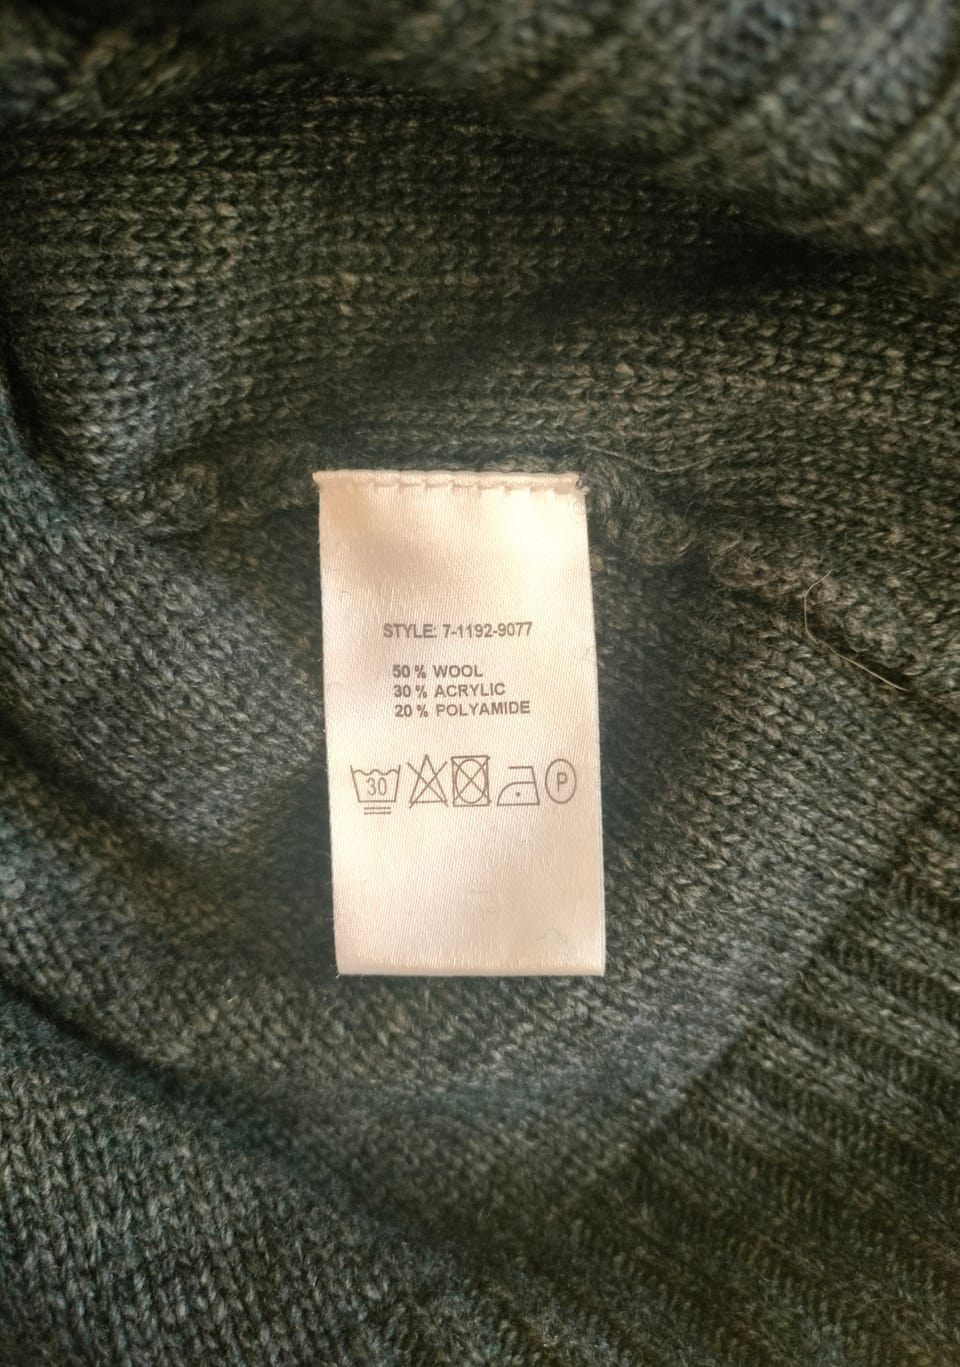 STYLE: 7-1192-9077
50 % WOOL
30 % ACRYLIC
20 % POLYAMIDE
30 P